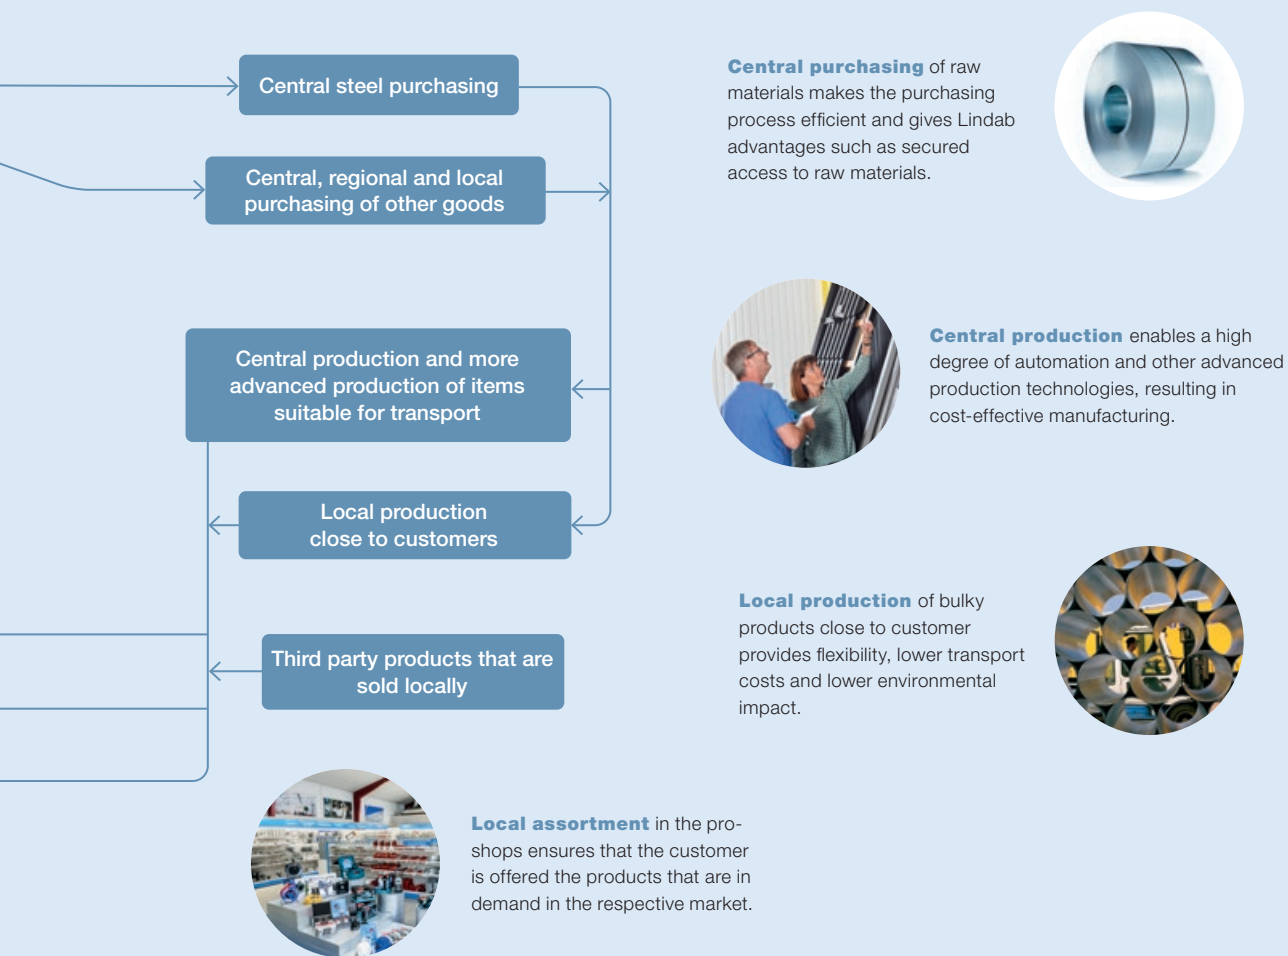 Central steel purchasing
Central, regional and local
purchasing of other goods
Central production and more
advanced production of items
suitable for transport
Local production
close to customers
Third party products that are
sold locally
Central purchasing of raw
materials makes the purchasing
process efficient and gives Lindab
advantages such as secured
access to raw materials.
Central production enables a high
degree of automation and other advanced
production technologies, resulting in
cost-effective manufacturing.
Local production of bulky
products close to customer
provides flexibility, lower transport
costs and lower environmental
impact.
Local assortment in the pro-
shops ensures that the customer
is offered the products that are in
demand in the respective market.